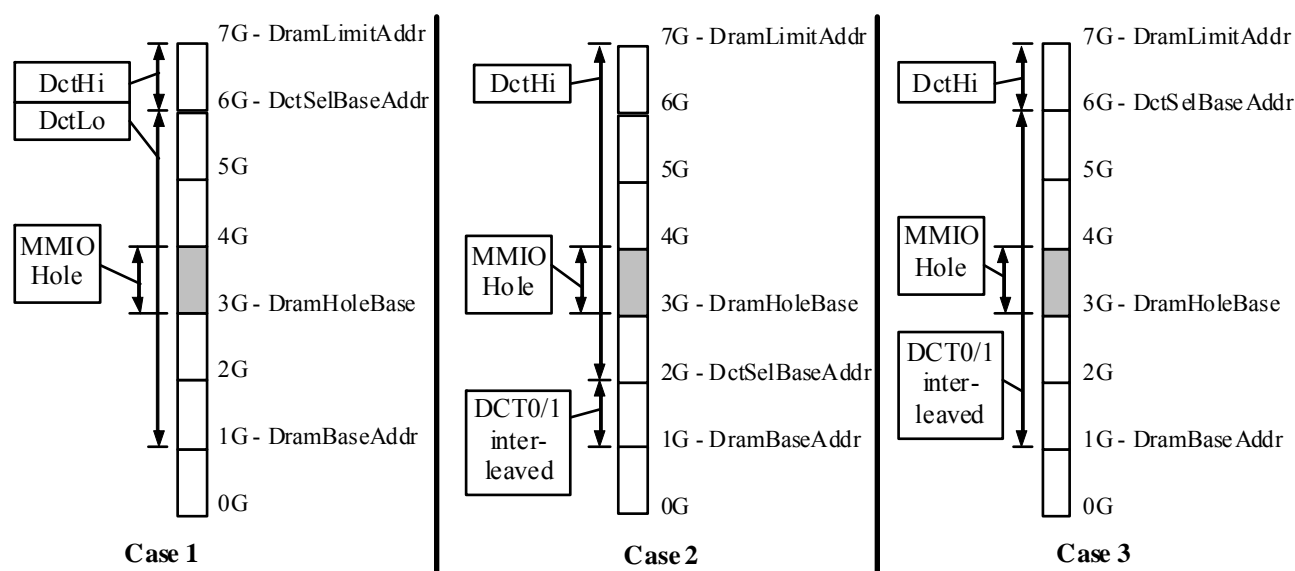 7G - DramLimitAddr
DctHi
6G - DctSelBaseAddr
DctLo
5G
4G
MMIO
Hole
3G - DramHoleBase
2G
1G - DramBaseAddr
0G
Case 1
7G - DramLimitAddr
DctHi
6G
5G
4G
MMIO
Hole
3G - DramHoleBase
2G - DctSelBaseAddr
DCT0/1
inter-
leaved
1G - DramBaseAddr
0G
Case 2
7G - DramLimitAddr
DctHi
6G - DctSelBaseAddr
5G
4G
MMIO
Hole
3G - DramHoleBase
DCT0/1
inter-
leaved
2G
1G - DramBaseAddr
0G
Case 3